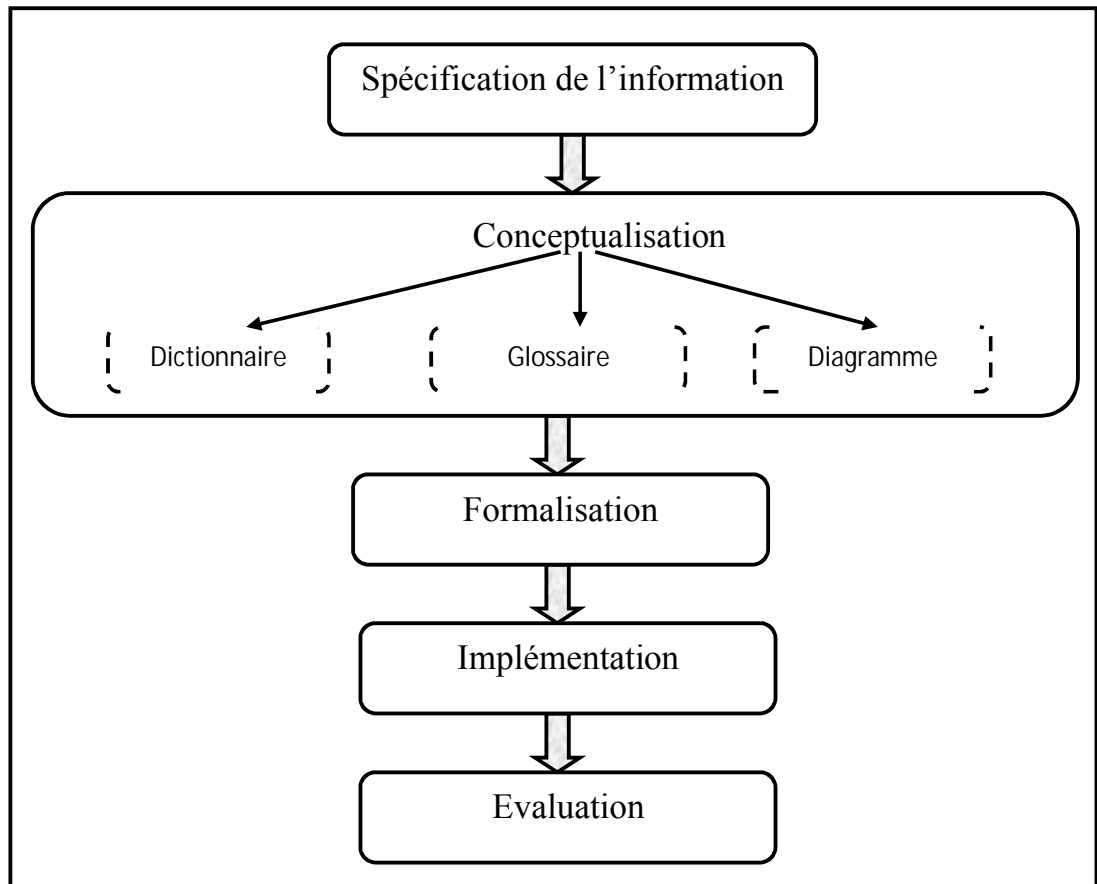 Spécification de l’information
Conceptualisation
Dictionnaire
Glossaire
Diagramme
Formalisation
Implémentation
Evaluation